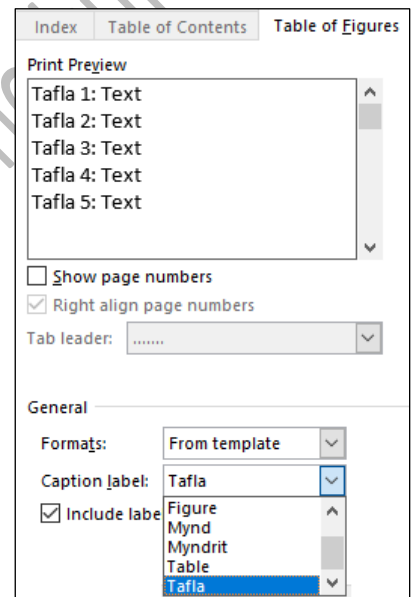 Index Table of Contents Table of Figures
Print Preview
Tafla 1: Text
Tafla 2: Text
Tafla 3: Text
Tafla 4: Text
Tafla 5: Text
Show page numbers
Right align page numbers
Tab leader: .......
General
Formats: From template
Caption label: Tafla
Include labe
Figure
Mynd
Myndrit
Table
Tafla